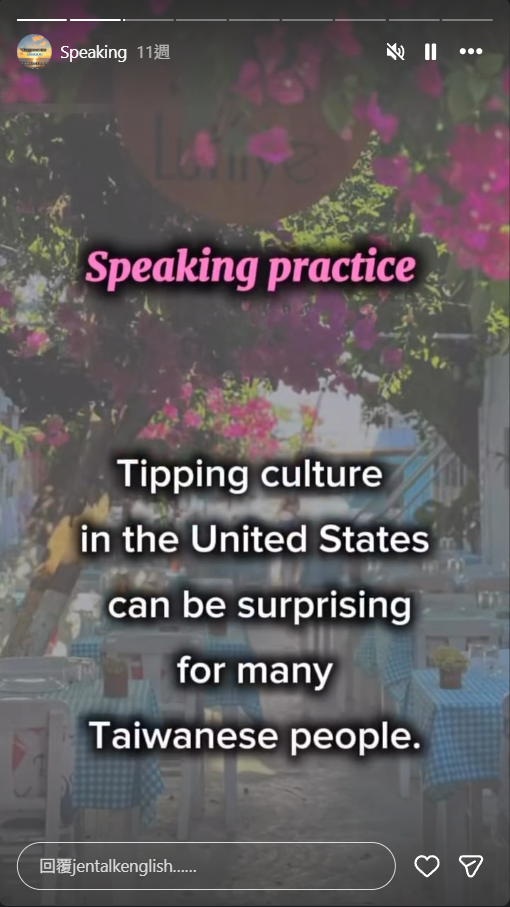 Speaking 11週
Speaking practice
Tipping culture
in the United States
can be surprising
for many
Taiwanese people.
回覆jentalkenglish......